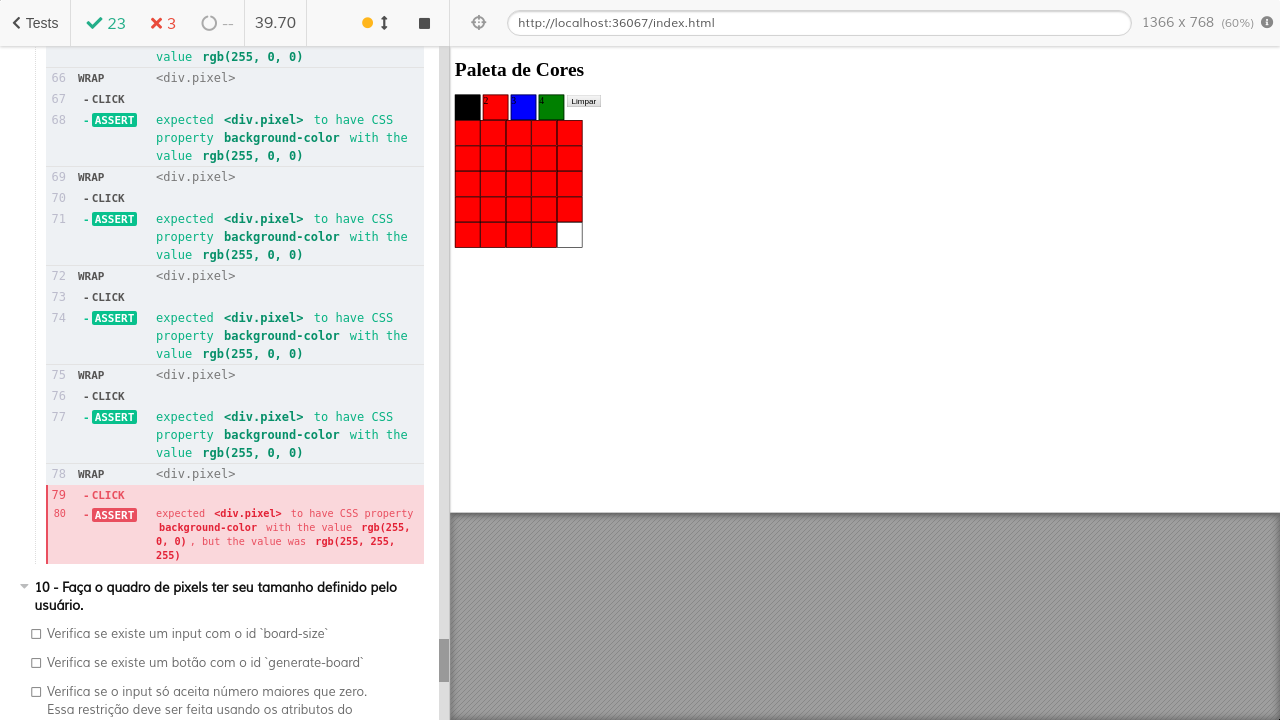 Tests
23
3
--
39.70
http://localhost:36067/index.html
1366 x 768 (60%)
value rgb(255, 0, 0)
66 WRAP <div.pixel>
67 -CLICK
68 -ASSERT expected <div.pixel> to have CSS
property background-color with the
value rgb(255, 0, 0)
69 WRAP <div.pixel>
70 -CLICK
71 -ASSERT expected <div.pixel> to have CSS
property background-color with the
value rgb(255, 0, 0)
72 WRAP <div.pixel>
73 -CLICK
74 -ASSERT expected <div.pixel> to have CSS
property background-color with the
value rgb(255, 0, 0)
75 WRAP <div.pixel>
76 -CLICK
77 -ASSERT expected <div.pixel> to have CSS
property background-color with the
value rgb(255, 0, 0)
78 WRAP <div.pixel>
79 -CLICK
80 -ASSERT expected <div.pixel> to have CSS property
background-color with the value rgb(255,
0, 0), but the value was rgb(255, 255,
255)
10 - Faça o quadro de pixels ter seu tamanho definido pelo
usuário.
Verifica se existe um input com o id `board-size`
Verifica se existe um botão com o id `generate-board`
Verifica se o input só aceita número maiores que zero.
Essa restrição deve ser feita usando os atributos do
Paleta de Cores
2
4
Limpar